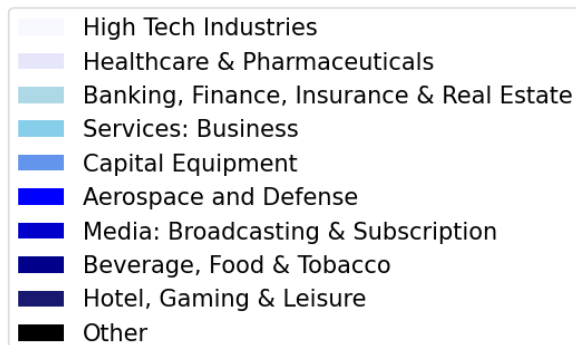 High Tech Industries
Healthcare & Pharmaceuticals
Banking, Finance, Insurance & Real Estate
Services: Business
Capital Equipment
Aerospace and Defense
Media: Broadcasting & Subscription
Beverage, Food & Tobacco
Hotel, Gaming & Leisure
Other